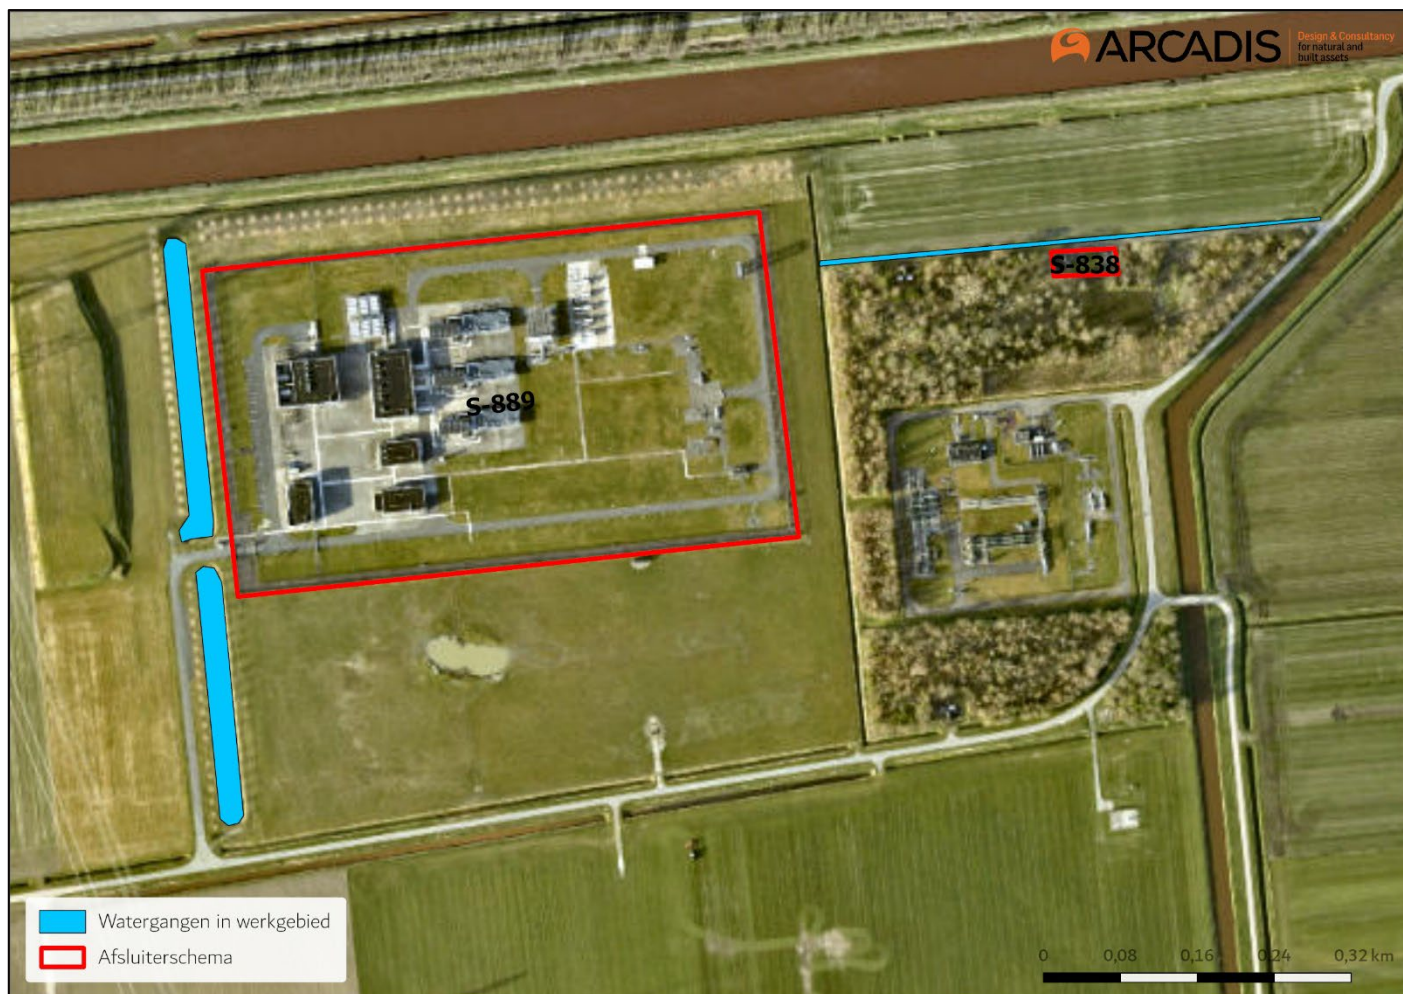 ARCADIS
Design & Consultancy
for natural and
built assets
S-838
S-889
Watergangen in werkgebied
Afsluiterschema
0 0,08 0,16 0,24 0,32 km